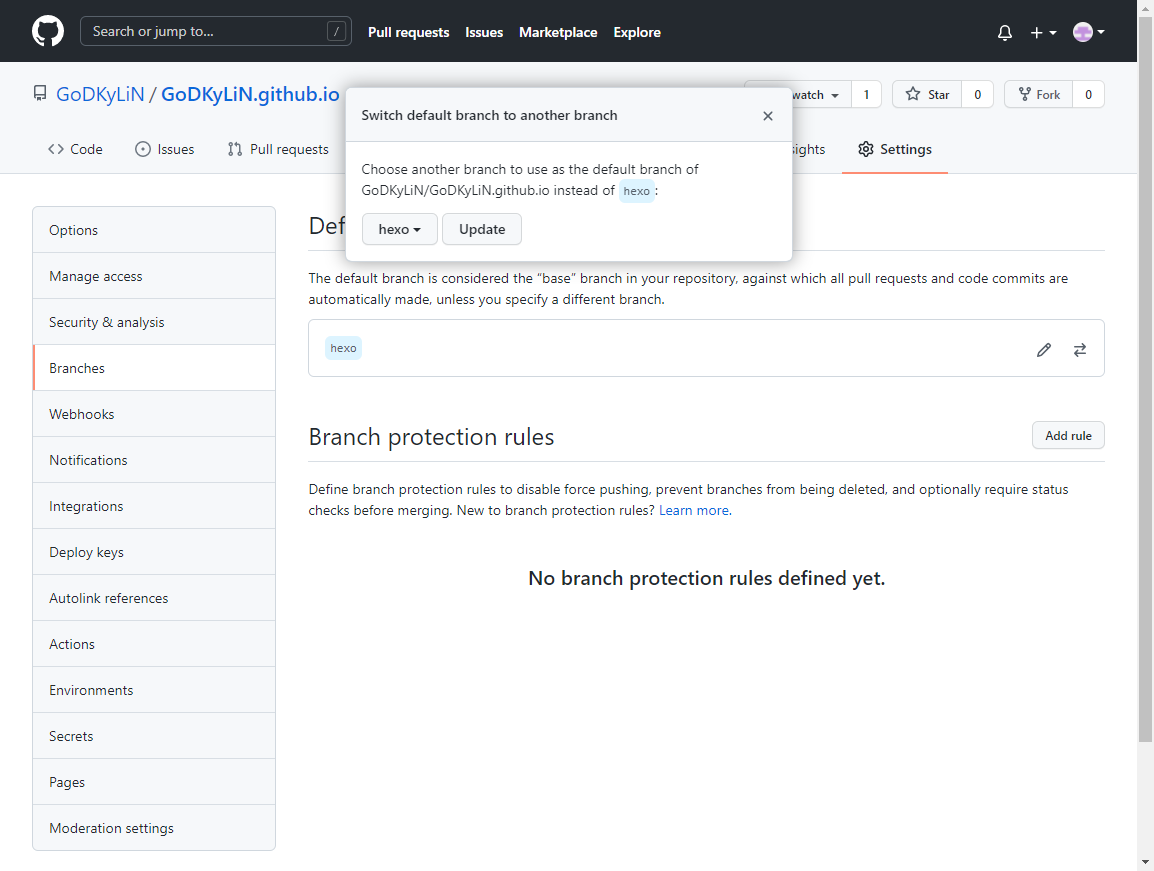 Search or jump to... /
Pull requests Issues Marketplace Explore
GoDKyLiN / GoDKyLiN.github.io
watch 1 Star 0 Fork 0
Code Issues Pull requests Settings
Switch default branch to another branch
Choose another branch to use as the default branch of
GoDKyLiN/GoDKyLiN.github.io instead of hexo :
hexo Update
Options
Manage access
Security & analysis
Branches
Webhooks
Notifications
Integrations
Deploy keys
Autolink references
Actions
Environments
Secrets
Pages
Moderation settings
The default branch is considered the “base” branch in your repository, against which all pull requests and code commits are
automatically made, unless you specify a different branch.
hexo
Branch protection rules
Add rule
Define branch protection rules to disable force pushing, prevent branches from being deleted, and optionally require status
checks before merging. New to branch protection rules? Learn more.
No branch protection rules defined yet.